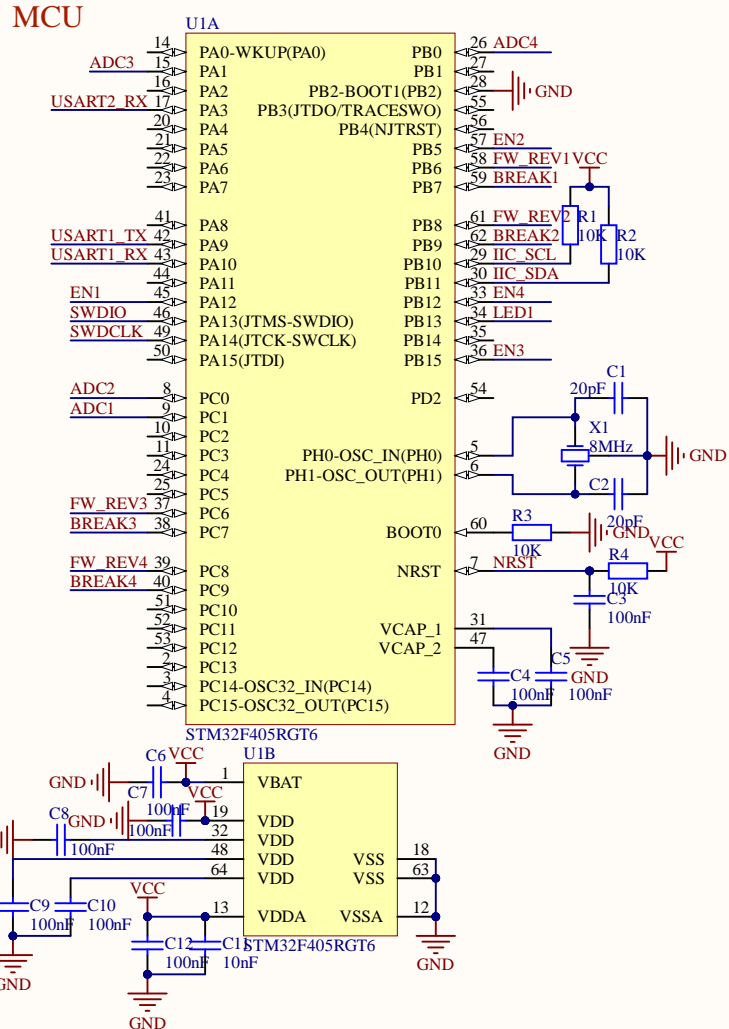 MCU
U1A
14 PA0-WKUP(PA0) PB0 26 ADC4
ADC3 15 PA1 PB1 27
16 PA2 PB2-BOOT1(PB2) 28 GND
USART2_RX 17 PA3 PB3(JTDO/TRACESWO) 55
20 PA4 PB4(NJTRST) 56
21 PA5 PB5 57 EN2
22 PA6 PB6 58 FW_REV1 VCC
23 PA7 PB7 59 BREAK1
41 PA8 PB8 61 FW_REV2 R1
USART1_TX 42 PA9 PB9 62 BREAK2 10K R2
USART1_RX 43 PA10 PB10 29 IIC_SCL 10K
44 PA11 PB11 30 IIC_SDA
EN1 45 PA12 PB12 33 EN4
SWDIO 46 PA13(JTMS-SWDIO) PB13 34 LED1
SWDCLK 49 PA14(JTCK-SWCLK) PB14 35
50 PA15(JTDI) PB15 36 EN3
C1
20pF
ADC2 8 PC0 PD2 54
ADC1 9 PC1
10 PC2 X1
11 PC3 PH0-OSC_IN(PH0) 5 8MHz GND
24 PC4 PH1-OSC_OUT(PH1) 6
25 PC5 C2
FW_REV3 37 PC6 20pF
BREAK3 38 PC7 BOOT0 60 R3 10K GND
VCC
FW_REV4 39 PC8 NRST 7 NRST R4 10K
BREAK4 40 PC9 C3
51 PC10 100nF
52 PC11 VCAP_1 31
53 PC12 VCAP_2 47
2 PC13 C4 C5 GND
3 PC14-OSC32_IN(PC14) 100nF 100nF
4 PC15-OSC32_OUT(PC15)
STM32F405RGT6 GND
U1B
C6 VCC
GND 1 VBAT
C7 100nF VCC
C8 GND 19 VDD
100nF 32 VDD
100nF 48 VDD VSS 18
64 VDD VSS 63
VCC
C9 C10 13 VDDA VSSA 12
100nF 100nF
C12 C11 STM32F405RGT6
100nF 10nF GND
GND
GND